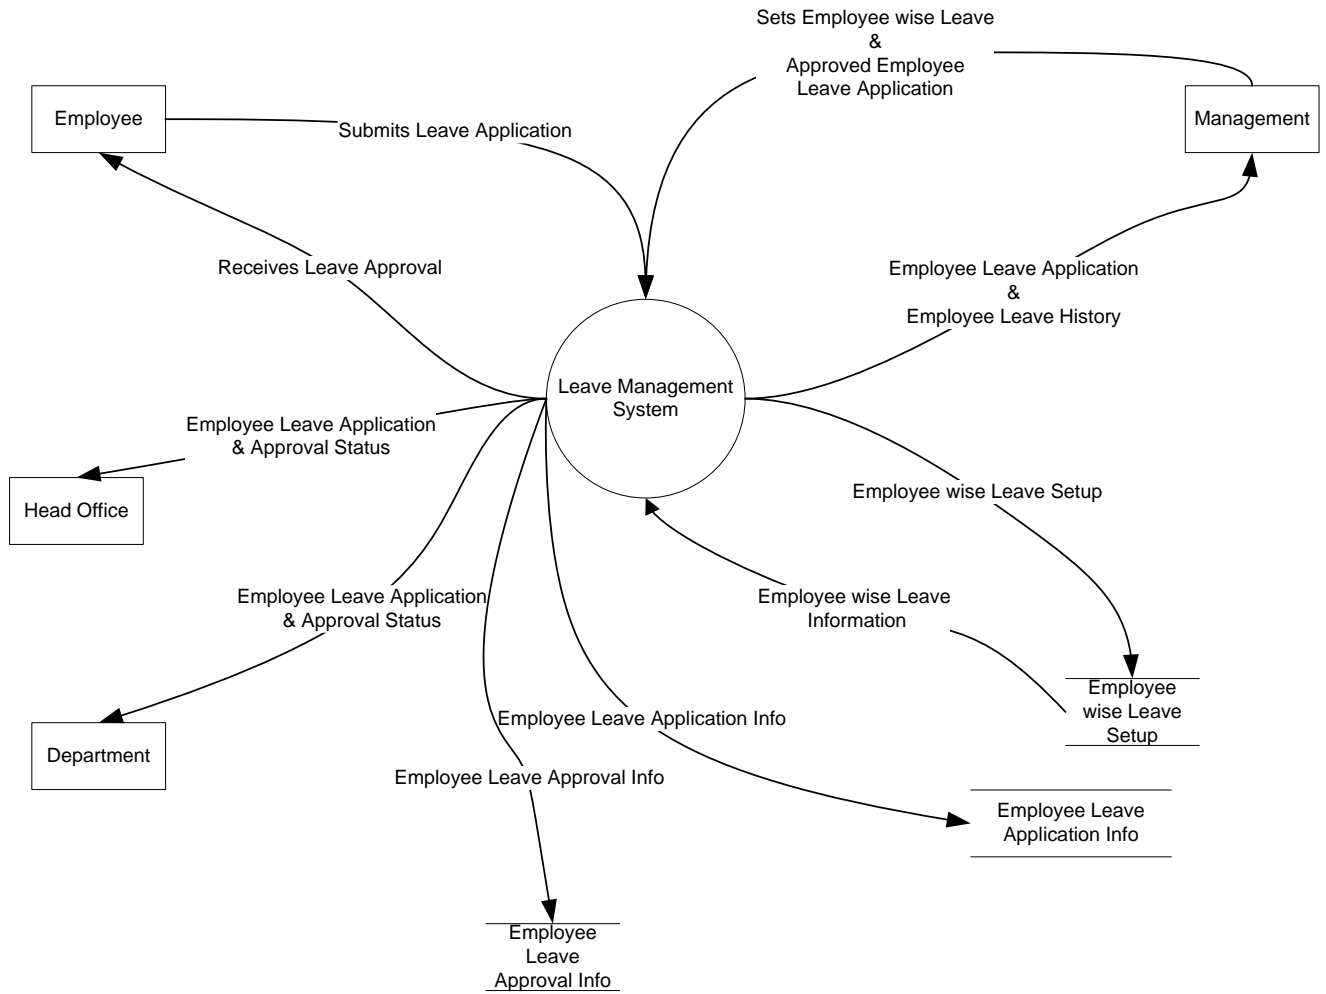 Sets Employee wise Leave
&
Approved Employee
Leave Application
Employee
Management
Submits Leave Application
Receives Leave Approval
Employee Leave Application
&
Employee Leave History
Leave Management
System
Employee Leave Application
& Approval Status
Head Office
Employee wise Leave Setup
Employee Leave Application
& Approval Status
Employee wise Leave
Information
Employee
wise Leave
Setup
Employee Leave Application Info
Department
Employee Leave Approval Info
Employee Leave
Application Info
Employee
Leave
Approval Info